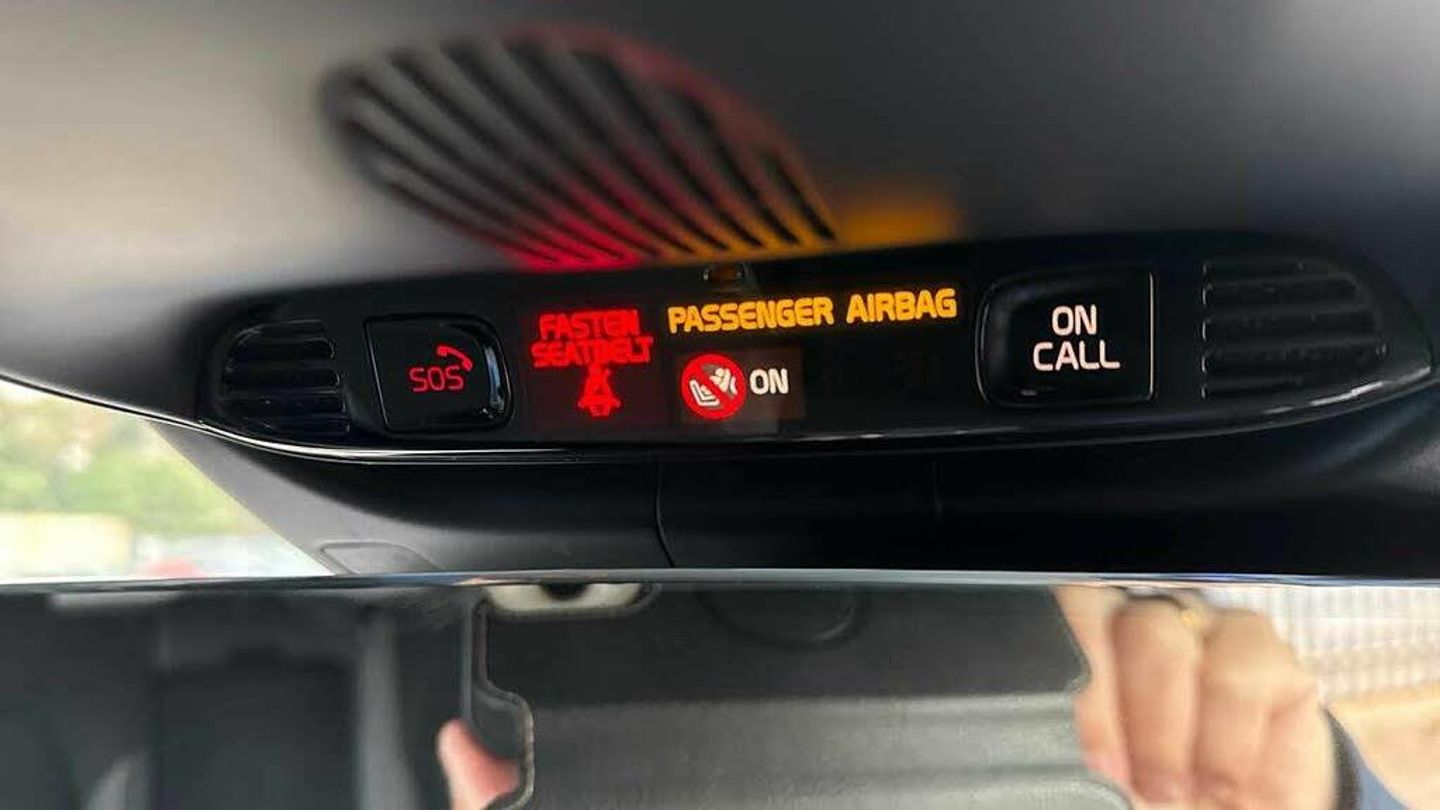 SOS
FASTEN
SEATBELT
PASSENGER AIRBAG
ON
ON
CALL